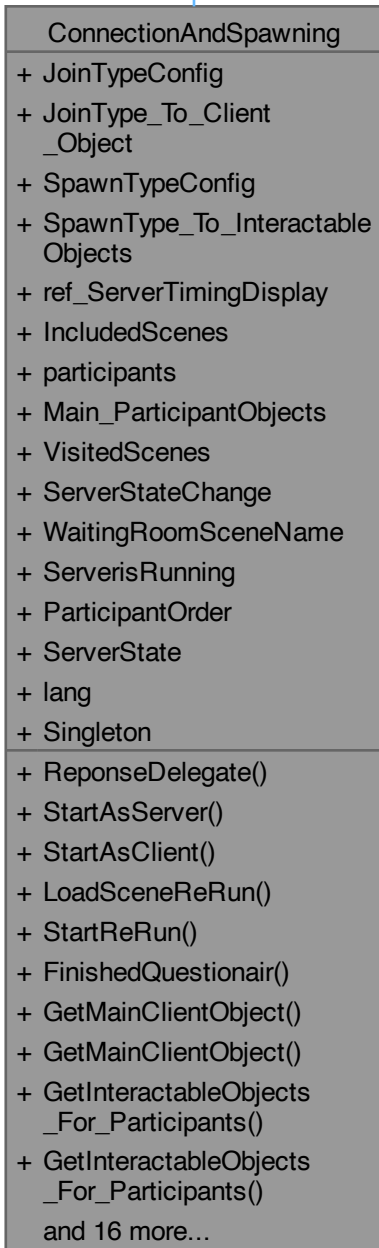 ConnectionAndSpawning
+ JoinTypeConfig
+ JoinType_To_Client
_Object
+ SpawnTypeConfig
+ SpawnType_To_Interactable
Objects
+ ref_ServerTimingDisplay
+ IncludedScenes
+ participants
+ Main_ParticipantObjects
+ VisitedScenes
+ ServerStateChange
+ WaitingRoomSceneName
+ ServerisRunning
+ ParticipantOrder
+ ServerState
+ lang
+ Singleton
+ ReponseDelegate()
+ StartAsServer()
+ StartAsClient()
+ LoadSceneReRun()
+ StartReRun()
+ FinishedQuestionair()
+ GetMainClientObject()
+ GetMainClientObject()
+ GetInteractableObjects
_For_Participants()
+ GetInteractableObjects
_For_Participants()
and 16 more...